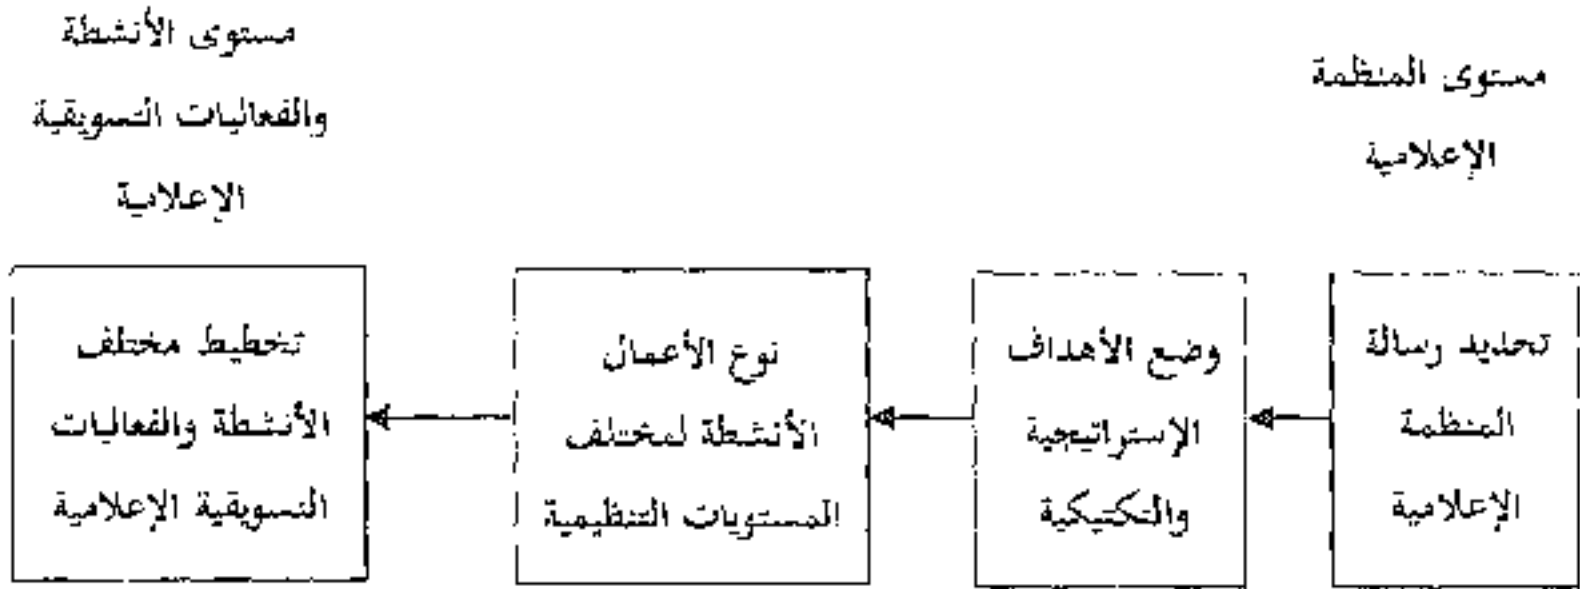 مستوى المنظمة
الإعلامية
مستوى الأنشطة
والفعاليات التسويقية
الإعلامية
تحديد رسالة
المنظمة
الإعلامية
وضع الأهداف
الإستراتيجية
والتكتيكية
نوع الأعمال
الأنشطة لمختلف
المستويات التنظيمية
تخطيط مختلف
الأنشطة والفعاليات
التسويقية الإعلامية